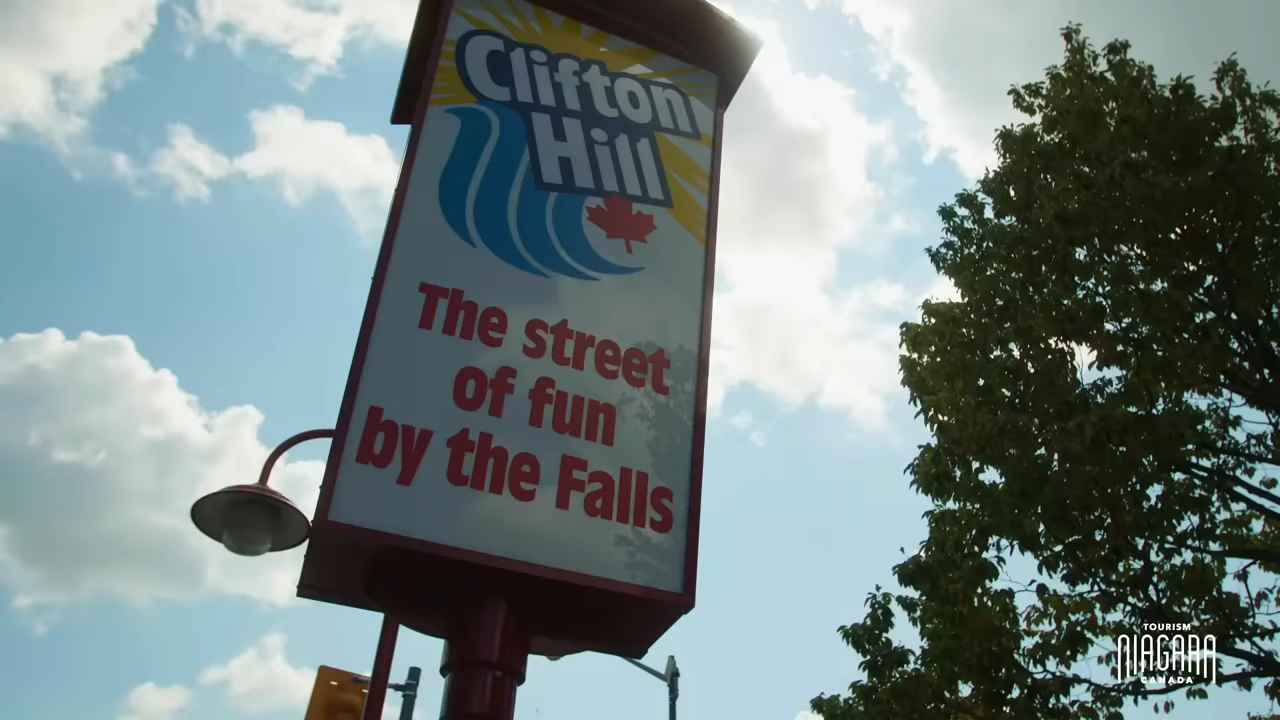 Clifton
Hill
The street
of fun
by the Falls
TOURISM
NIAGARA
CANADA